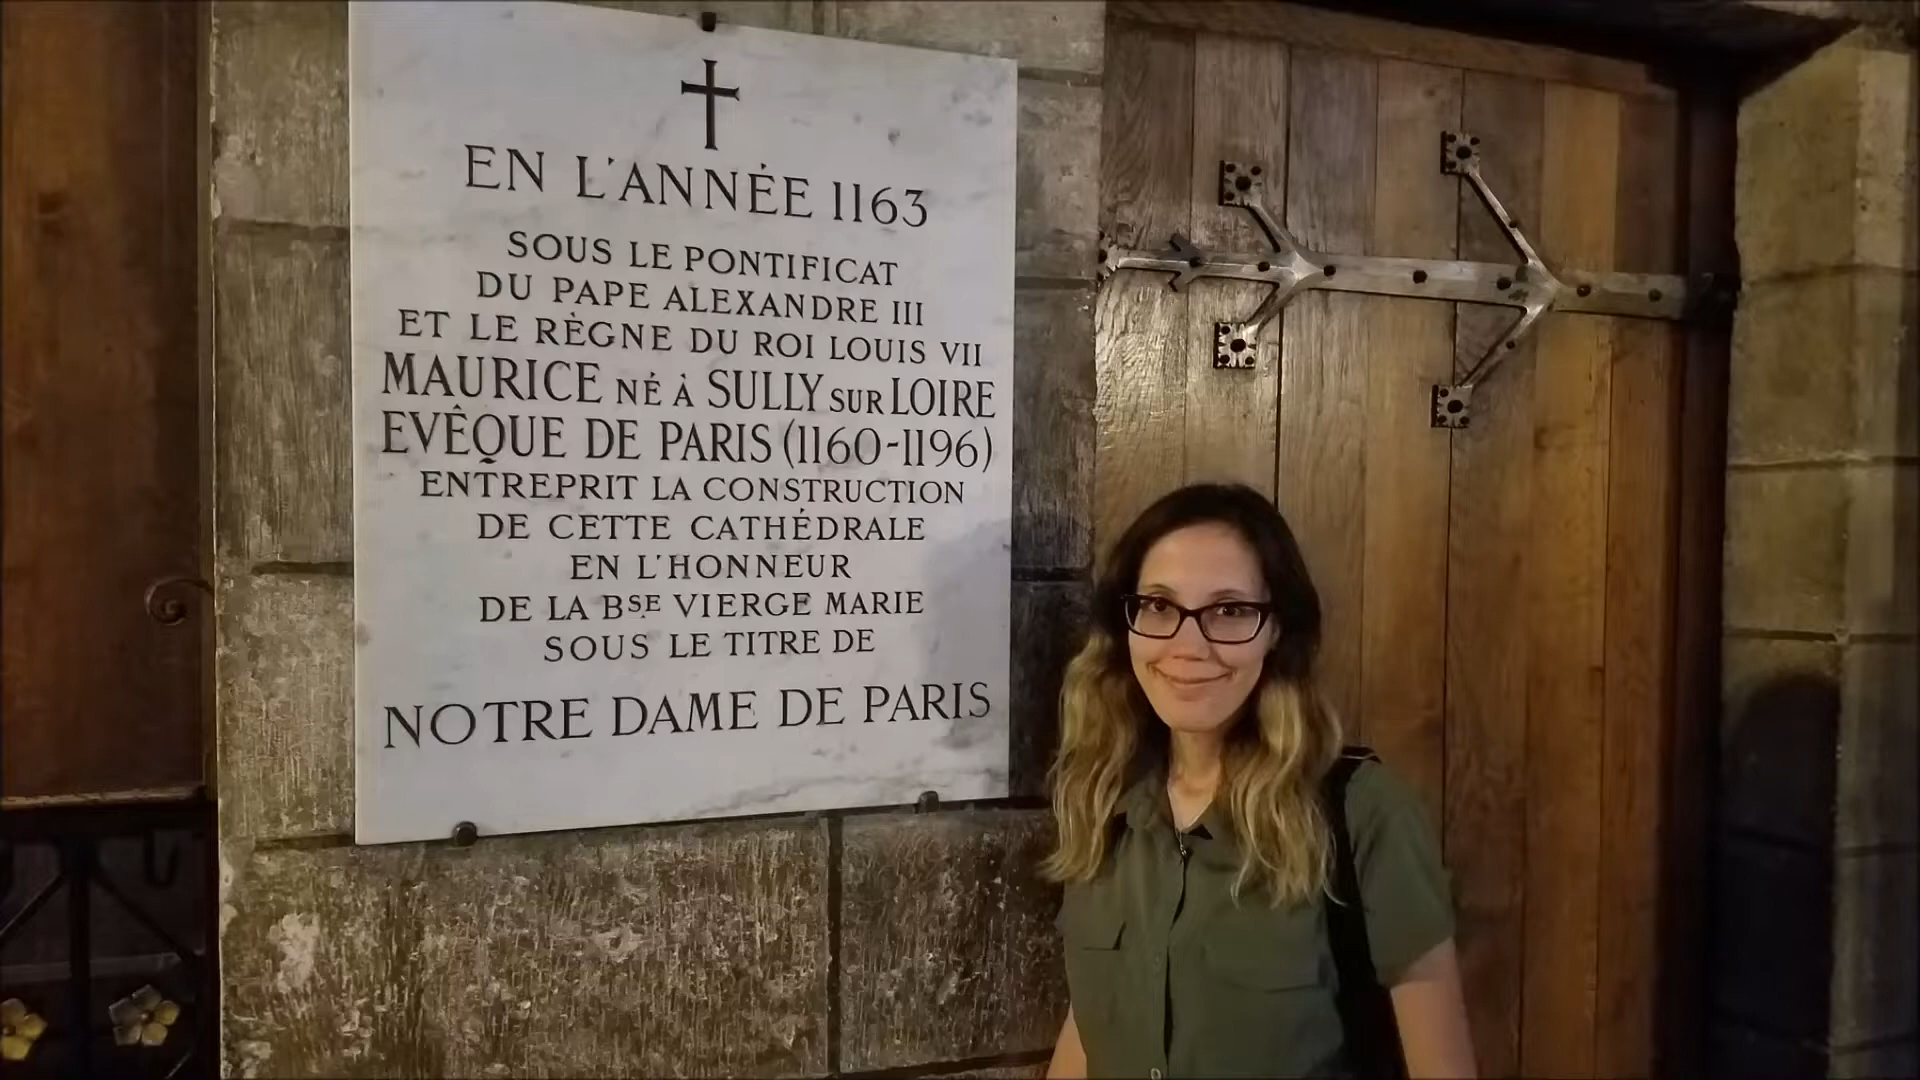 EN L'ANNÉE 1163
SOUS LE PONTIFICAT
DU PAPE ALEXANDRE III
ET LE RÈGNE DU ROI LOUIS VII
MAURICE NÉ À SULLY SUR LOIRE
EVÊQUE DE PARIS (1160-1196)
ENTREPRIT LA CONSTRUCTION
DE CETTE CATHÉDRALE
EN L'HONNEUR
DE LA BSE VIERGE MARIE
SOUS LE TITRE DE
NOTRE DAME DE PARIS